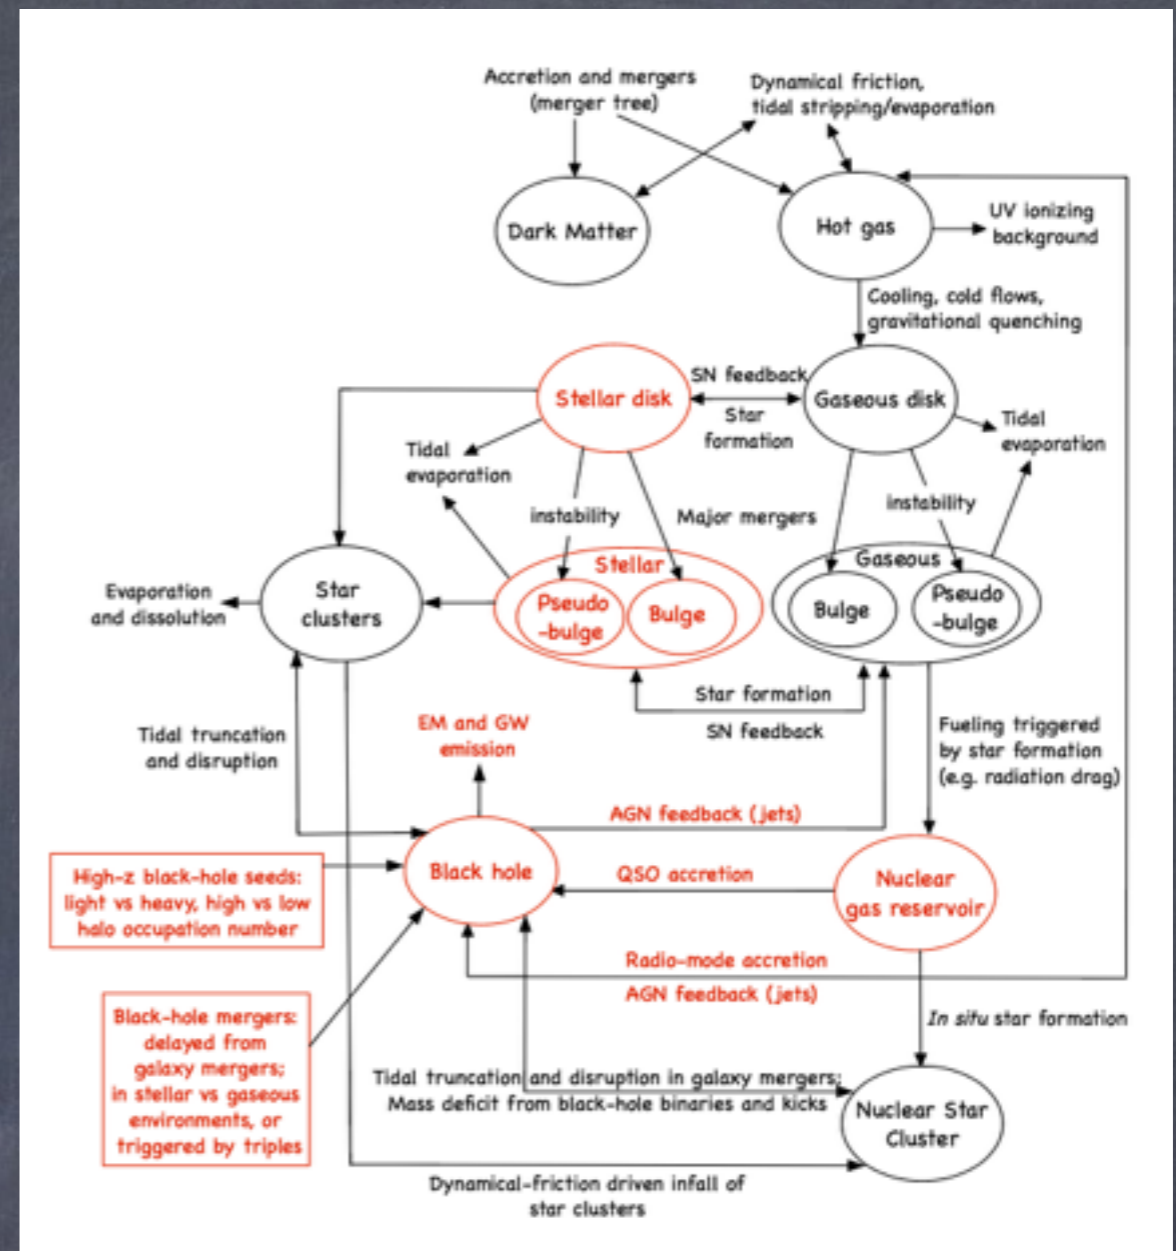 Accretion and mergers
(merger tree)
Dynamical friction,
tidal stripping/evaporation
Dark Matter
Hot gas
UV ionizing
background
Cooling, cold flows,
gravitational quenching
Stellar disk
SN feedback
Star
formation
Gaseous disk
Tidal
evaporation
Tidal
evaporation
instability
Major mergers
instability
Stellar
Pseudo
-bulge
Bulge
Gaseous
Bulge
Pseudo
-bulge
Evaporation
and dissolution
Star
clusters
Star formation
SN feedback
Tidal truncation
and disruption
EM and GW
emission
Fueling triggered
by star formation
(e.g. radiation drag)
AGN feedback (jets)
Black hole
QSO accretion
Nuclear
gas reservoir
High-z black-hole seeds:
light vs heavy, high vs low
halo occupation number
Radio-mode accretion
AGN feedback (jets)
Black-hole mergers:
delayed from
galaxy mergers;
in stellar vs gaseous
environments, or
triggered by triples
In situ star formation
Tidal truncation and disruption in galaxy mergers;
Mass deficit from black-hole binaries and kicks
Nuclear Star
Cluster
Dynamical-friction driven infall of
star clusters